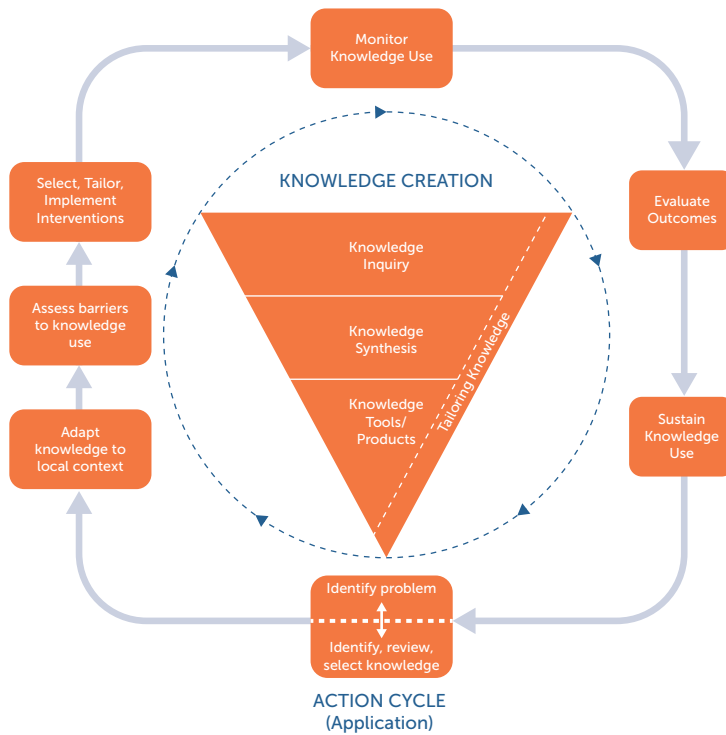 Monitor
Knowledge Use
Select, Tailor,
Implement
Interventions
KNOWLEDGE CREATION
Evaluate
Outcomes
Knowledge
Inquiry
Assess barriers
to knowledge
use
Knowledge
Synthesis
Tailoring Knowledge
Knowledge
Tools/
Products
Adapt
knowledge to
local context
Sustain
Knowledge
Use
Identify problem
Identify, review,
select knowledge
ACTION CYCLE
(Application)